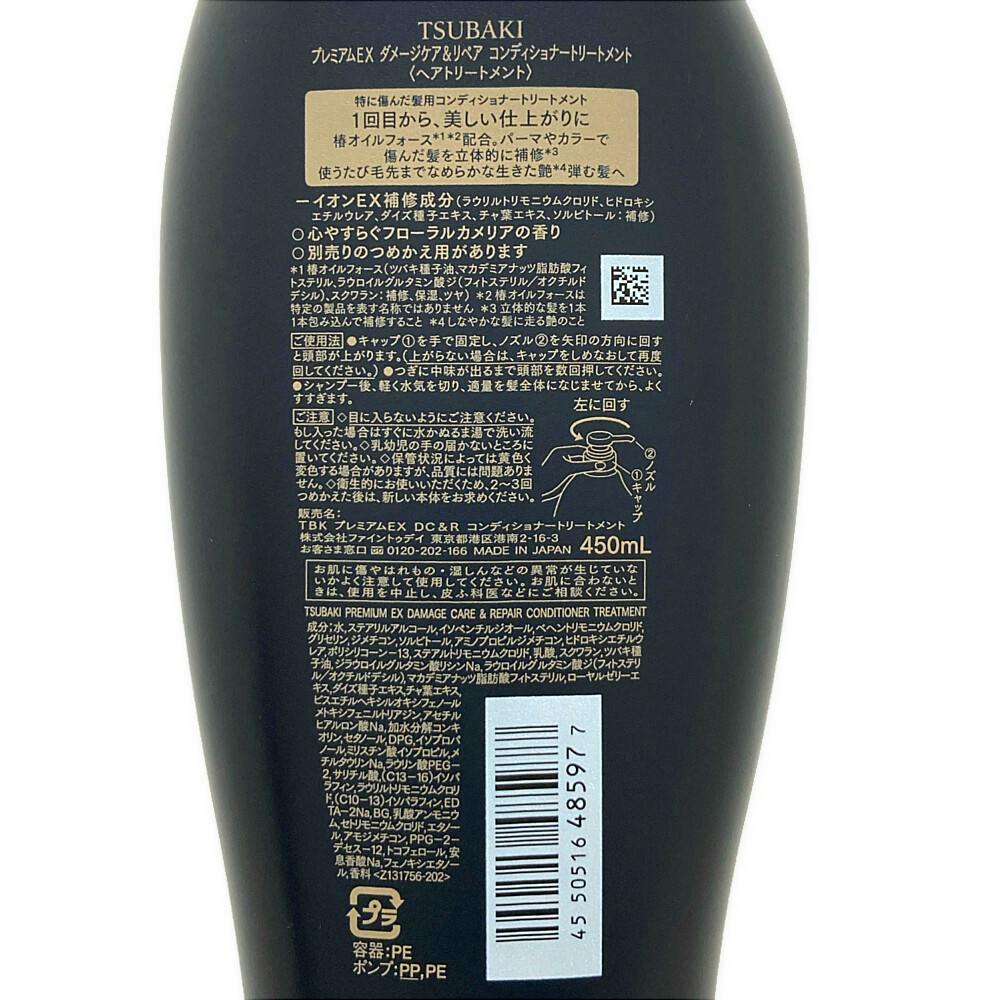 TSUBAKI
プレミアムEX ダメージケア&リペア コンディショナートリートメント
〈ヘアトリートメント〉
特に傷んだ髪用コンディショナートリートメント
1回目から、美しい仕上がりに
椿オイルフォース*1*2配合。パーマやカラーで
傷んだ髪を立体的に補修*3
使うたび毛先までなめらかな生きた艶*4弾む髪へ
ーイオンEX補修成分(ラウリルトリモニウムクロリド、ヒドロキシ
エチルウレア、ダイズ種子エキス、チャ葉エキス、ソルビトール:補修)
○心やすらぐフローラルカメリアの香り
○別売りのつめかえ用があります
*1 椿オイルフォース(ツバキ種子油、マカデミアナッツ脂肪酸フィ
トステリル、ラウロイルグルタミン酸ジ(フィトステリル/オクチルド
デシル)、スクワラン:補修、保湿、ツヤ) *2 椿オイルフォースは
特定の製品を表す名称ではありません *3 立体的な髪を1本
1本包み込んで補修すること *4 しなやかな髪に走る艶のこと
ご使用法 ●キャップ①を手で固定し、ノズル②を矢印の方向に回す
と頭部が上がります。(上がらない場合は、キャップをしめなおして再度
回してください。) ●つぎに中味が出るまで頭部を数回押してください。
●シャンプー後、軽く水気を切り、適量を髪全体になじませてから、よく
すすぎます。
左に回す
②ノズル
①キャップ
ご注意 ◇目に入らないようにご注意ください。
もし入った場合はすぐに水かぬるま湯で洗い流
してください。◇乳幼児の手の届かないところに
置いてください。◇保管状況によっては黄色く
変色する場合がありますが、品質には問題ありま
せん。◇衛生的にお使いいただくため、2〜3回
つめかえた後は、新しい本体をお求めください。
販売名:
TBK プレミアムEX DC&R コンディショナートリートメント
株式会社ファイントゥデイ 東京都港区港南2-16-3
お客さま窓口 0120-202-166 MADE IN JAPAN 450mL
お肌に傷やはれもの・湿しんなどの異常が生じていな
いかよく注意して使用してください。お肌に合わないと
きは、使用を中止し、皮ふ科医などにご相談ください。
TSUBAKI PREMIUM EX DAMAGE CARE & REPAIR CONDITIONER TREATMENT
成分:水、ステアリルアルコール、イソペンチルジオール、ベヘントリモニウムクロリド、
グリセリン、ジメチコン、ソルビトール、アミノプロピルジメチコン、ヒドロキシエチルウ
レア、ポリシリコーン-13、ステアルトリモニウムクロリド、乳酸、スクワラン、ツバキ種
子油、ジラウロイルグルタミン酸リシンNa、ラウロイルグルタミン酸ジ(フィトステリ
ル/オクチルドデシル)、マカデミアナッツ脂肪酸フィトステリル、ローヤルゼリーエ
キス、ダイズ種子エキス、チャ葉エキス、
ビスエチルヘキシルオキシフェノール
メトキシフェニルトリアジン、アセチル
ヒアルロン酸Na、加水分解コンキ
オリン、セタノール、DPG、イソプロパ
ノール、ミリスチン酸イソプロピル、メ
チルタウリンNa、ラウリン酸PEG-
2、サリチル酸、(C13-16)イソパ
ラフィン、ラウリルトリモニウムクロリ
ド、(C10-13)イソパラフィン、ED
TA-2Na、BG、乳酸アンモニウ
ム、セトリモニウムクロリド、エタノー
ル、アモジメチコン、PPG-2-
デセス-12、トコフェロール、安
息香酸Na、フェノキシエタノー
ル、香料 <Z131756-202>
4 550516 485977
プラ
容器:PE
ポンプ:PP,PE